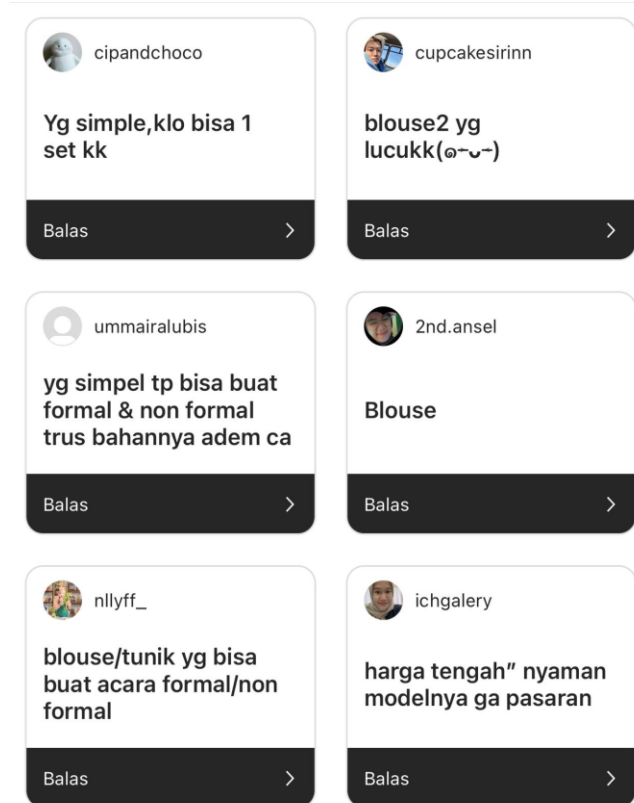 cipandchoco
Yg simple,klo bisa 1
set kk
Balas
cupcakesirinn
blouse2 yg
lucukk(๑˃̵ᴗ˂̵)
Balas
ummairalubis
yg simpel tp bisa buat
formal & non formal
trus bahannya adem ca
Balas
2nd.ansel
Blouse
Balas
nllyff_
blouse/tunik yg bisa
buat acara formal/non
formal
Balas
ichgalery
harga tengah” nyaman
modelnya ga pasaran
Balas